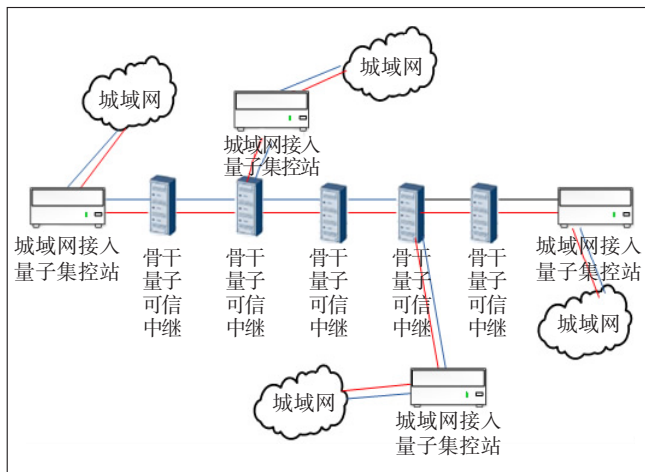 城域网
城域网
城域网接入
量子集控站
城域网接入
量子集控站
骨干
量子
可信
中继
骨干
量子
可信
中继
骨干
量子
可信
中继
骨干
量子
可信
中继
骨干
量子
可信
中继
城域网接入
量子集控站
城域网
城域网
城域网接入
量子集控站